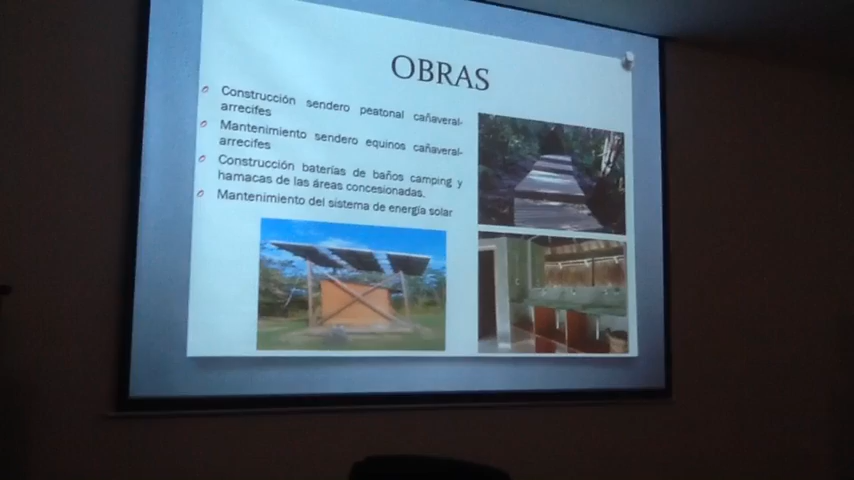 OBRAS
Construcción sendero peatonal cañaveral-
arrecifes
Mantenimiento sendero equinos cañaveral-
arrecifes
Construcción baterías de baños camping y
hamacas de las áreas concesionadas.
Mantenimiento del sistema de energía solar